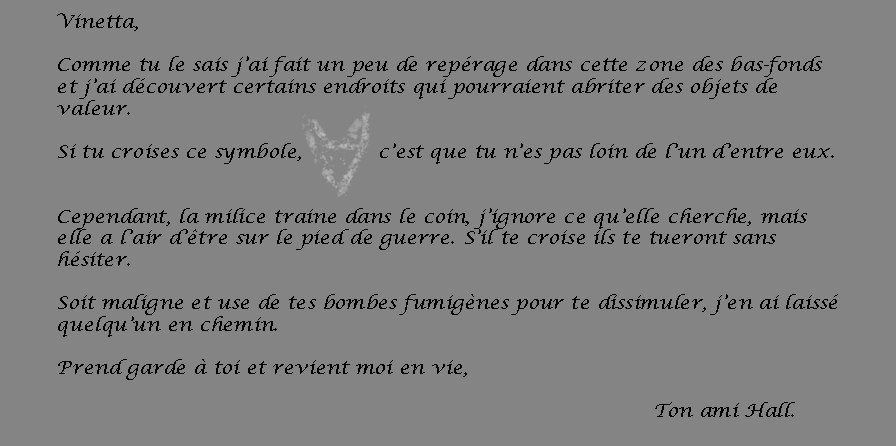 Vinetta,
Comme tu le sais j'ai fait un peu de repérage dans cette zone des bas-fonds
et j'ai découvert certains endroits qui pourraient abriter des objets de
valeur.
Si tu croises ce symbole, c'est que tu n'es pas loin de l'un d'entre eux.
Cependant, la milice traine dans le coin, j'ignore ce qu'elle cherche, mais
elle a l'air d'être sur le pied de guerre. S'il te croise ils te tueront sans
hésiter.
Soit maligne et use de tes bombes fumigènes pour te dissimuler, j'en ai laissé
quelqu'un en chemin.
Prend garde à toi et revient moi en vie,
Ton ami Hall.